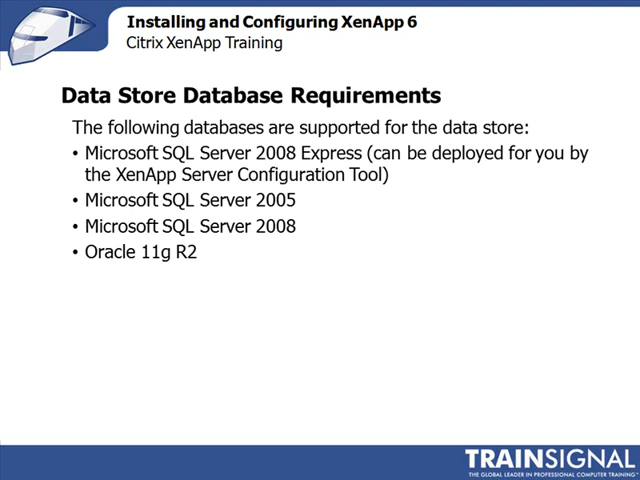 Installing and Configuring XenApp 6
Citrix XenApp Training
Data Store Database Requirements
The following databases are supported for the data store:
• Microsoft SQL Server 2008 Express (can be deployed for you by
the XenApp Server Configuration Tool)
• Microsoft SQL Server 2005
• Microsoft SQL Server 2008
• Oracle 11g R2
TRAINSIGNAL
THE GLOBAL LEADER IN PROFESSIONAL COMPUTER TRAINING™